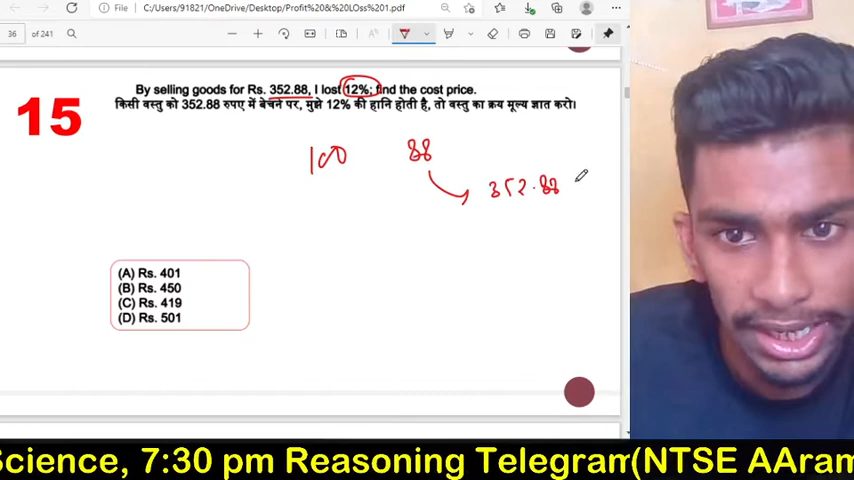 File
C:/Users/91821/OneDrive/Desktop/Profit%20&%20LOss%201.pdf
36 of 241
By selling goods for Rs. 352.88, I lost 12%; find the cost price.
15
किसी वस्तु को 352.88 रुपए में बेचने पर, मुझे 12% की हानि होती है, तो वस्तु का क्रय मूल्य ज्ञात करो।
100 88
352.88
(A) Rs. 401
(B) Rs. 450
(C) Rs. 419
(D) Rs. 501
Science, 7:30 pm Reasoning Telegram(NTSE AAram